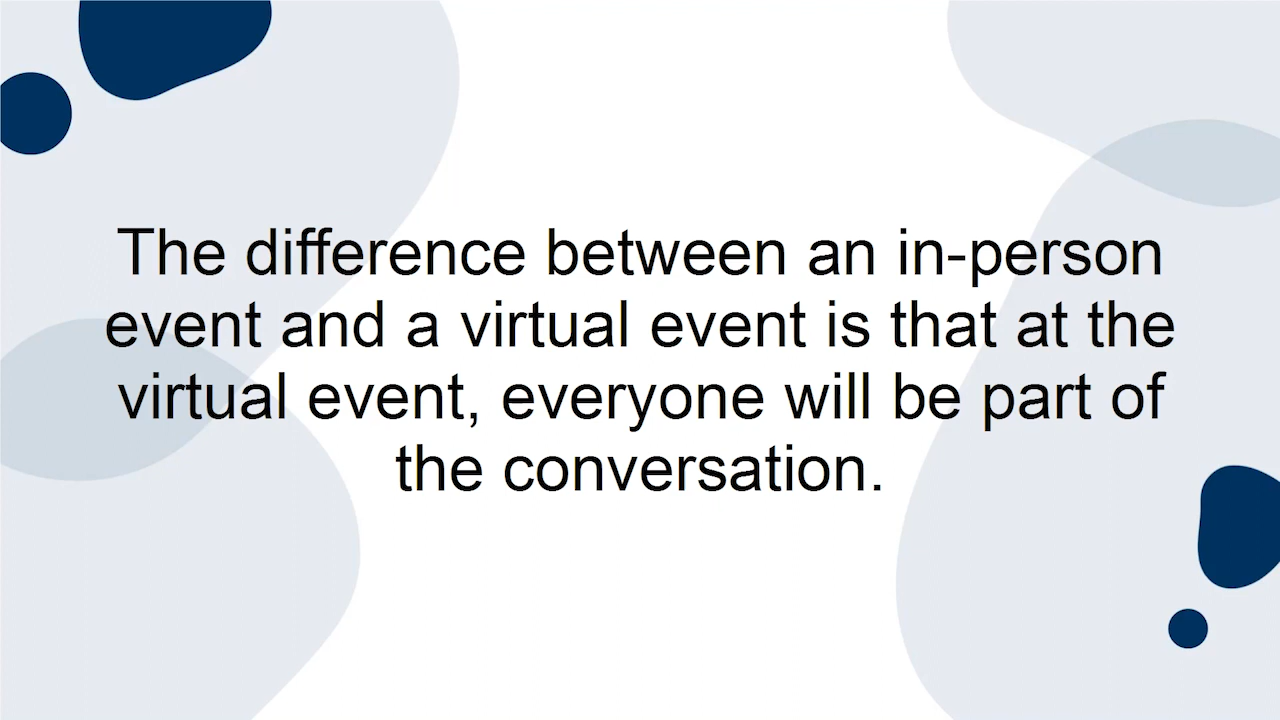 The difference between an in-person
event and a virtual event is that at the
virtual event, everyone will be part of
the conversation.